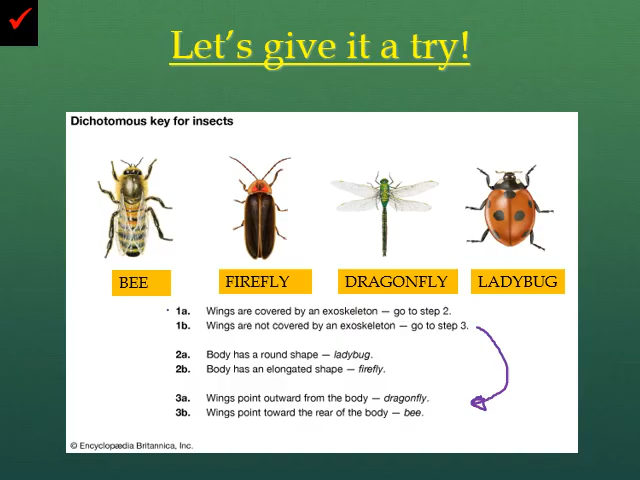 Let's give it a try!
Dichotomous key for insects
BEE FIREFLY DRAGONFLY LADYBUG
1a. Wings are covered by an exoskeleton — go to step 2.
1b. Wings are not covered by an exoskeleton — go to step 3.
2a. Body has a round shape — ladybug.
2b. Body has an elongated shape — firefly.
3a. Wings point outward from the body — dragonfly.
3b. Wings point toward the rear of the body — bee.
© Encyclopædia Britannica, Inc.